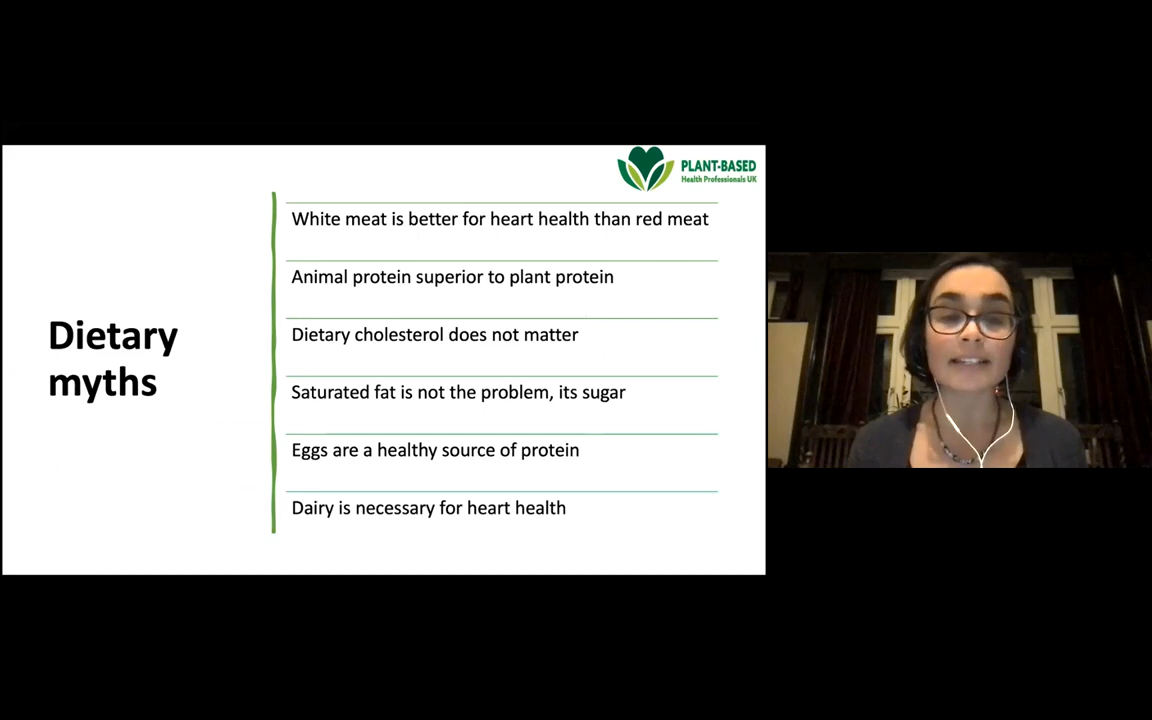 PLANT-BASED
Health Professionals UK
Dietary
myths
White meat is better for heart health than red meat
Animal protein superior to plant protein
Dietary cholesterol does not matter
Saturated fat is not the problem, its sugar
Eggs are a healthy source of protein
Dairy is necessary for heart health